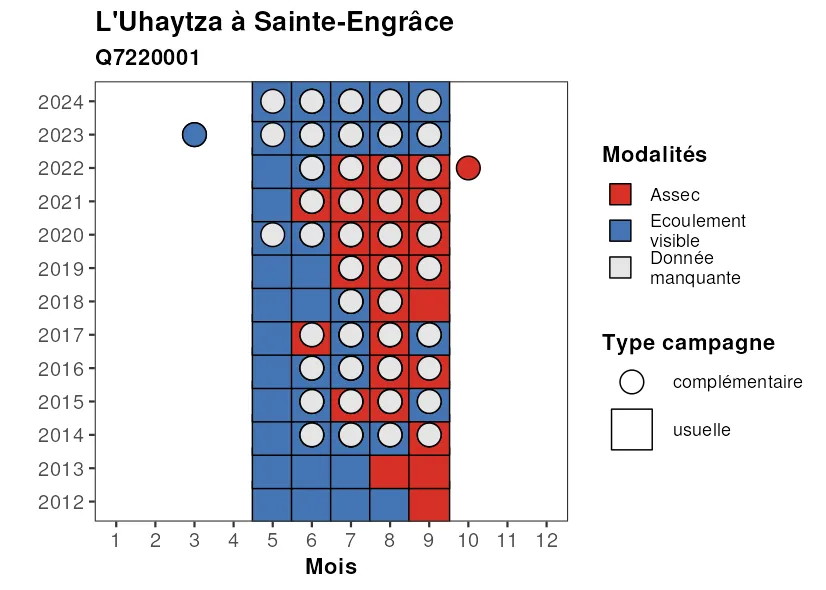 L'Uhaytza à Sainte-Engrâce
Q7220001
2024
2023
2022
2021
2020
2019
2018
2017
2016
2015
2014
2013
2012
1 2 3 4 5 6 7 8 9 10 11 12
Mois
Modalités
Assec
Ecoulement
visible
Donnée
manquante
Type campagne
complémentaire
usuelle